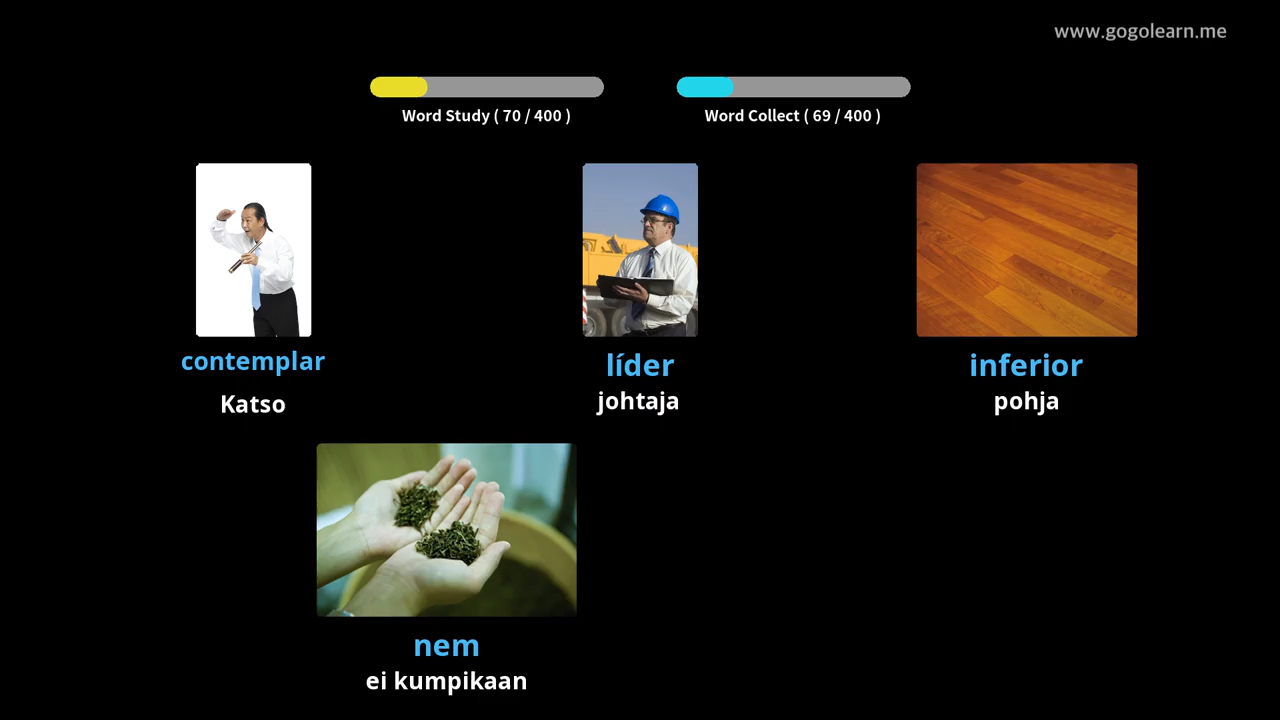 www.gogolearn.me
Word Study ( 70 / 400 )
Word Collect ( 69 / 400 )
contemplar
Katso
líder
johtaja
inferior
pohja
nem
ei kumpikaan